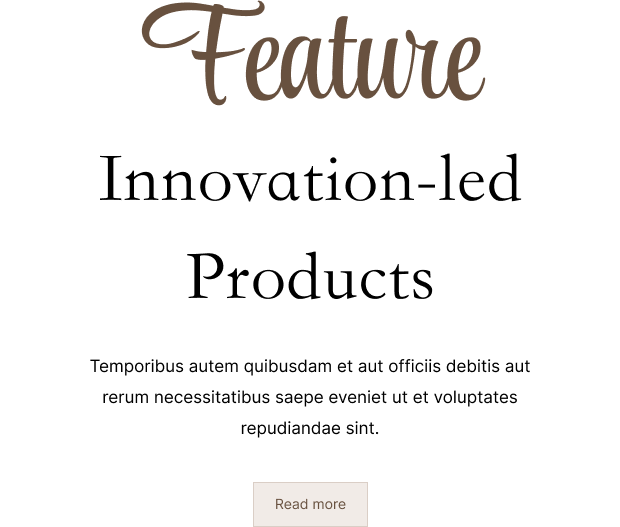 Feature
Innovation-led
Products
Temporibus autem quibusdam et aut officiis debitis aut
rerum necessitatibus saepe eveniet ut et voluptates
repudiandae sint.
Read more